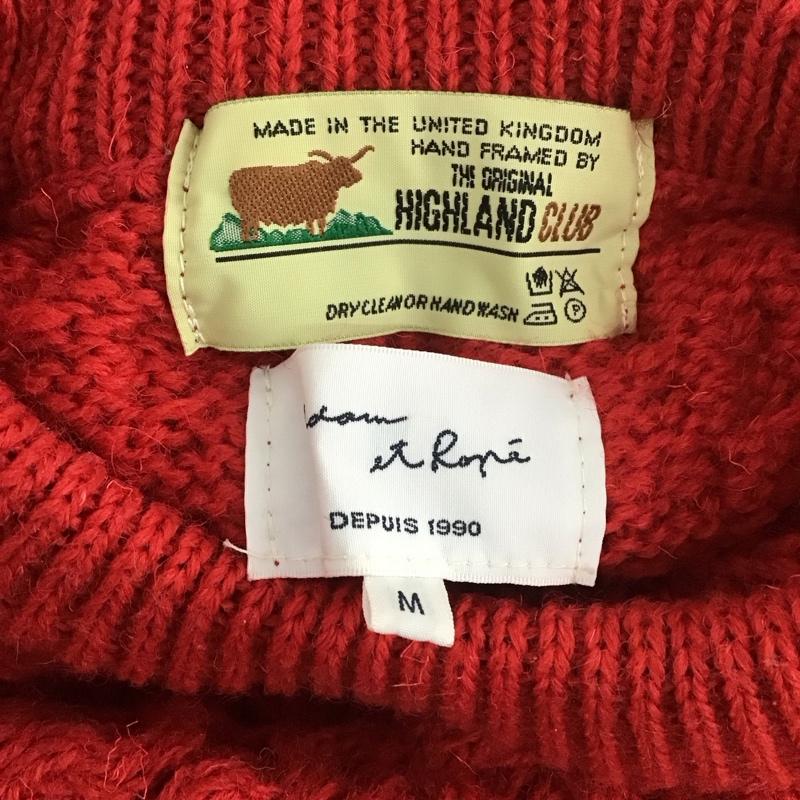 MADE IN THE UNITED KINGDOM
HAND FRAMED BY
THE ORIGINAL
HIGHLAND CLUB
DRY CLEAN OR HAND WASH
P
dam
et Ropé
DEPUIS 1990
M